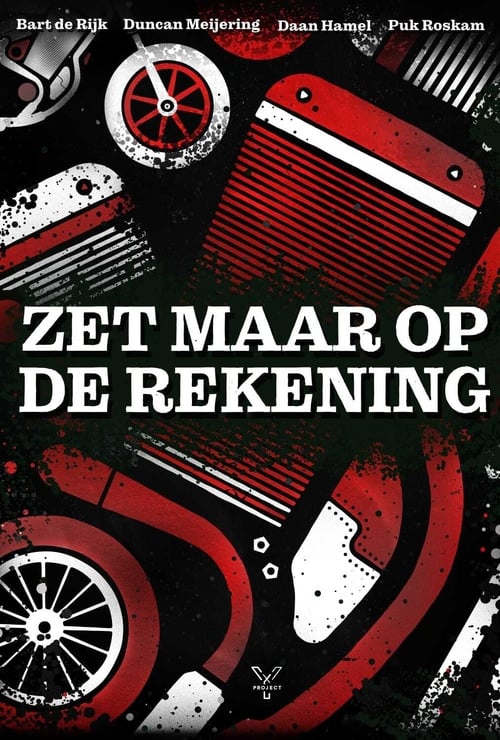 Bart de Rijk Duncan Meijering Daan Hamel Puk Roskam
ZET MAAR OP
DE REKENING
PROJECT